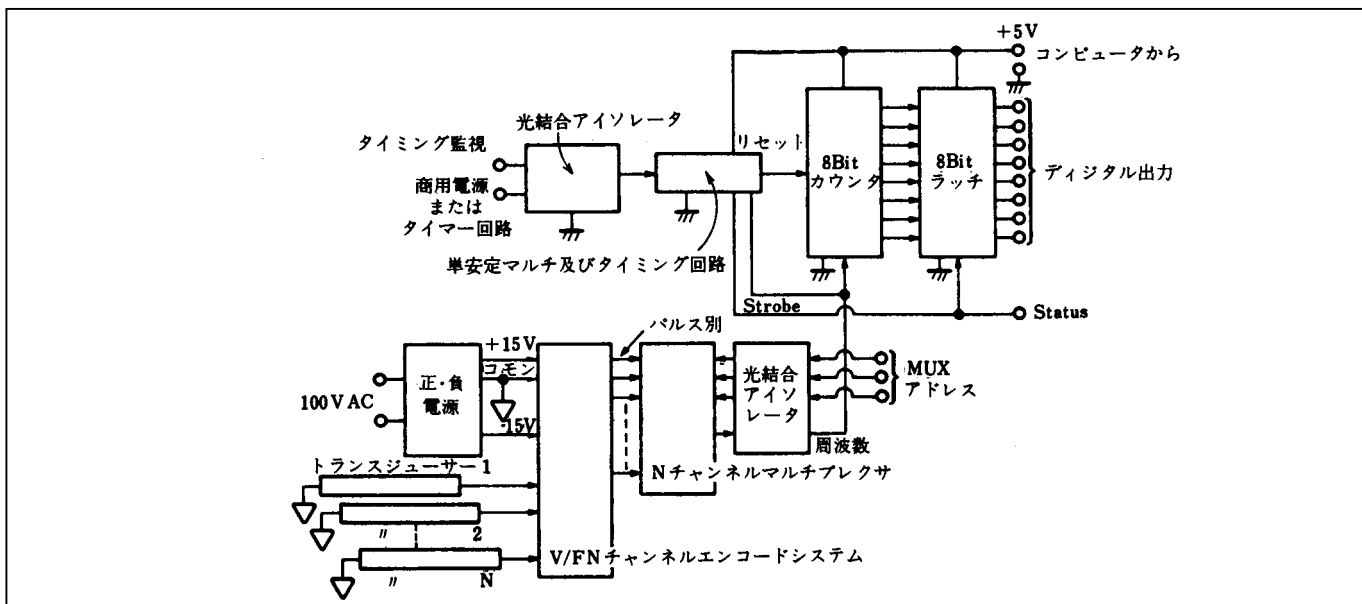 +5V
コンピュータから
光結合アイソレータ
タイミング監視
リセット
8Bit
カウンタ
8Bit
ラッチ
ディジタル出力
商用電源
または
タイマー回路
単安定マルチ及びタイミング回路
Strobe
Status
パルス別
+15V
コモン
正・負
電源
100VAC
-15V
光結合
アイソ
レータ
MUX
アドレス
周波数
トランスジューサー1
Nチャンネルマルチプレクサ
〃 2
V/FNチャンネルエンコードシステム
〃 N